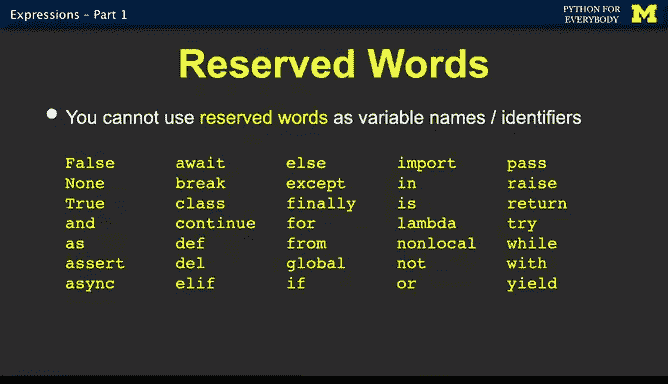 Expressions - Part 1
PYTHON FOR
EVERYBODY
M
Reserved Words
• You cannot use reserved words as variable names / identifiers
False await else import pass
None break except in raise
True class finally is return
and continue for lambda try
as def from nonlocal while
assert del global not with
async elif if or yield